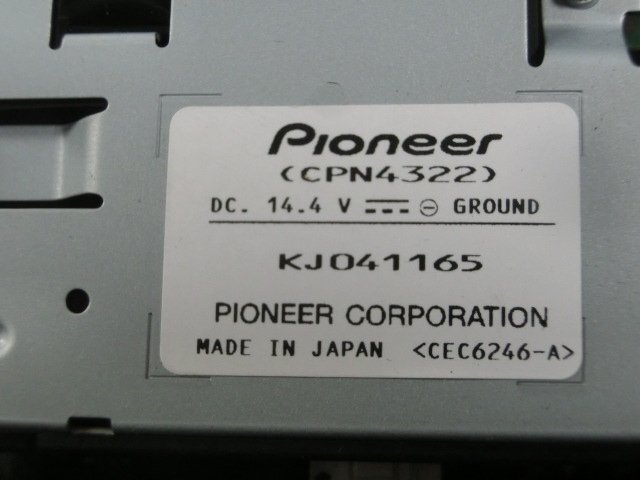 Pioneer
(CPN4322)
DC. 14.4 V ⎓ ⊖ GROUND
KJ041165
PIONEER CORPORATION
MADE IN JAPAN <CEC6246-A>